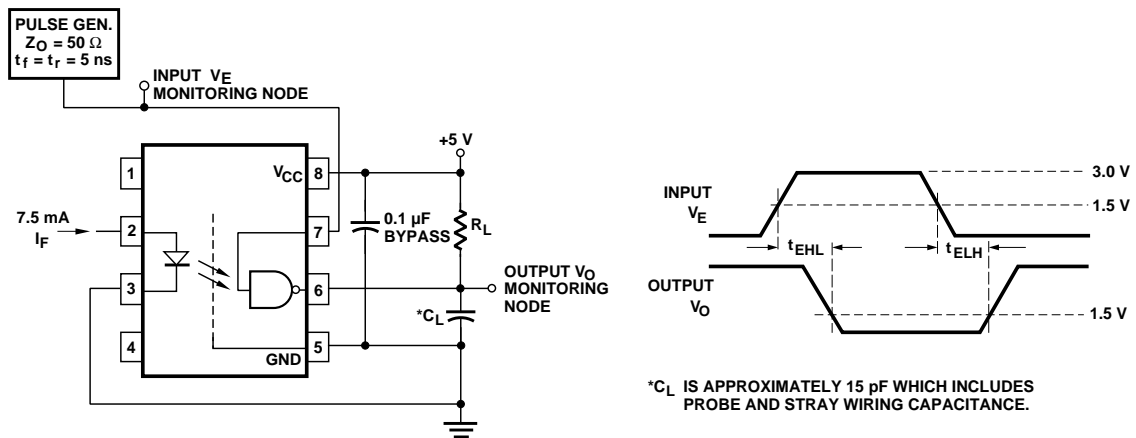 PULSE GEN.
Z_O = 50 Ω
t_f = t_r = 5 ns
INPUT V_E
MONITORING NODE
+5 V
1
V_CC
8
7.5 mA
I_F
2
7
0.1 µF
BYPASS
R_L
3
6
OUTPUT V_O
MONITORING
NODE
*C_L
4
GND
5
INPUT
V_E
3.0 V
1.5 V
t_EHL
t_ELH
OUTPUT
V_O
1.5 V
*C_L IS APPROXIMATELY 15 pF WHICH INCLUDES
PROBE AND STRAY WIRING CAPACITANCE.